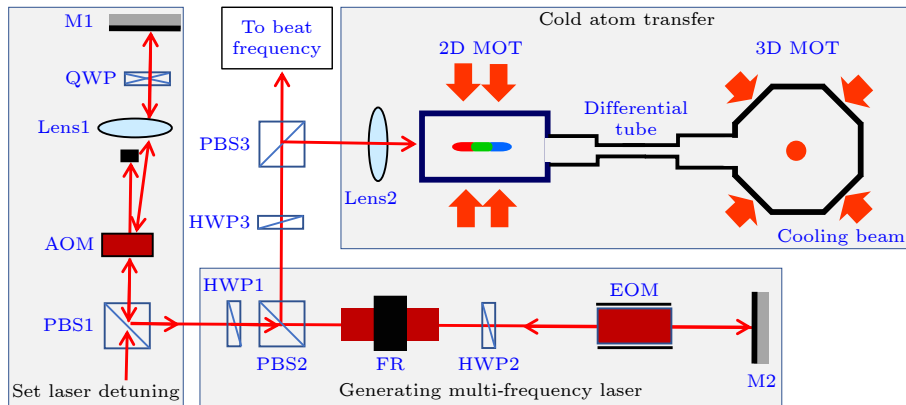 M1
QWP
Lens1
AOM
PBS1
Set laser detuning
To beat
frequency
PBS3
HWP3
HWP1
PBS2
FR
HWP2
EOM
M2
Generating multi-frequency laser
Cold atom transfer
2D MOT
3D MOT
Differential
tube
Lens2
Cooling beam